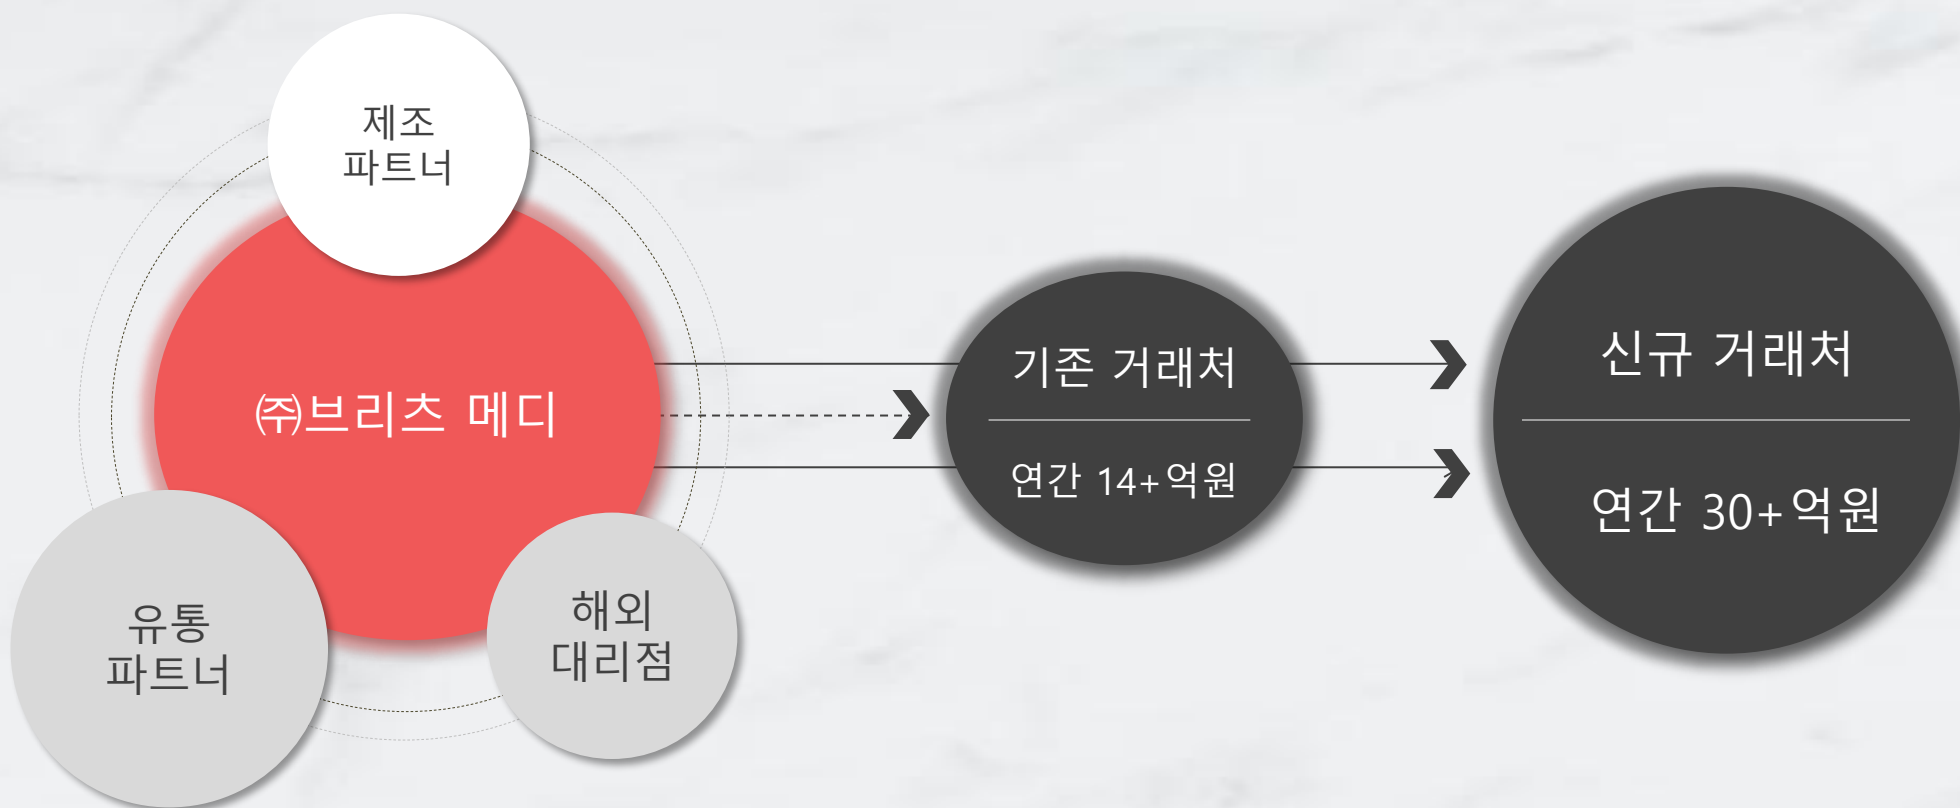 제조
파트너
㈜브리츠 메디
유통
파트너
해외
대리점
기존 거래처
연간 14+억원
신규 거래처
연간 30+억원